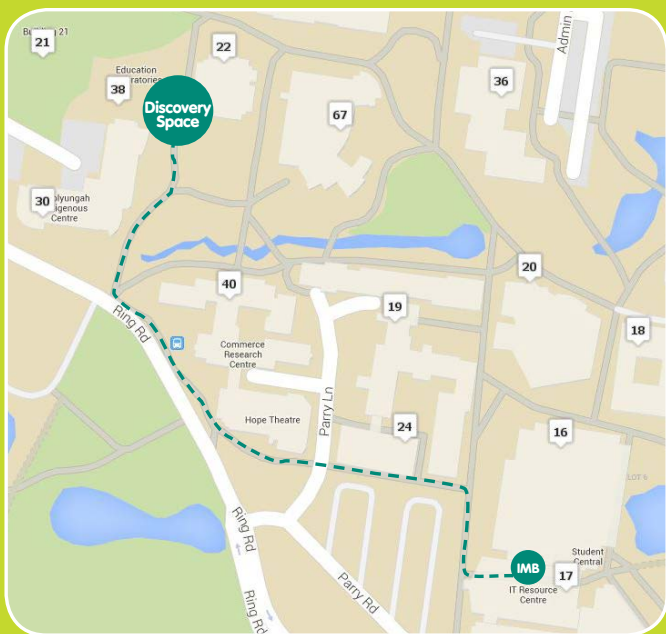 21
22
Education
38
Discovery
Space
67
36
Admin
30
Centre
40
20
19
18
Ring Rd
Commerce
Research
Centre
Parry Ln
Hope Theatre
24
16
LOT 6
Ring Rd
Student
Central
IMB
17
IT Resource
Centre
Parry Rd
Ring Rd